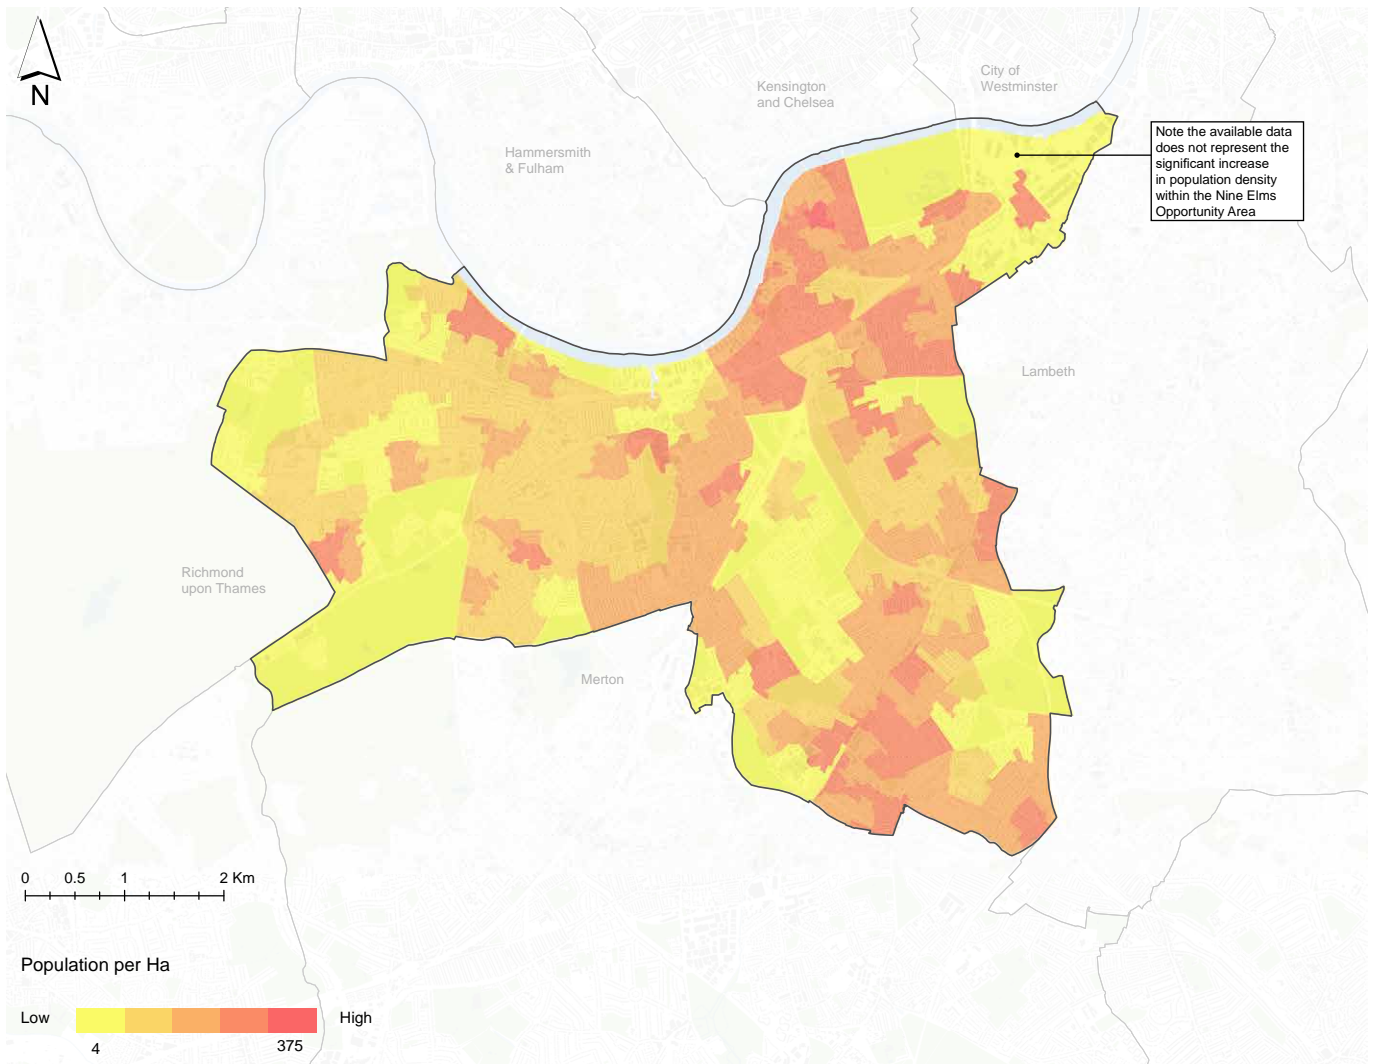 N
Kensington
and Chelsea
City of
Westminster
Hammersmith
& Fulham
Note the available data
does not represent the
significant increase
in population density
within the Nine Elms
Opportunity Area
Lambeth
Richmond
upon Thames
Merton
0 0.5 1 2 Km
Population per Ha
Low High
4 375